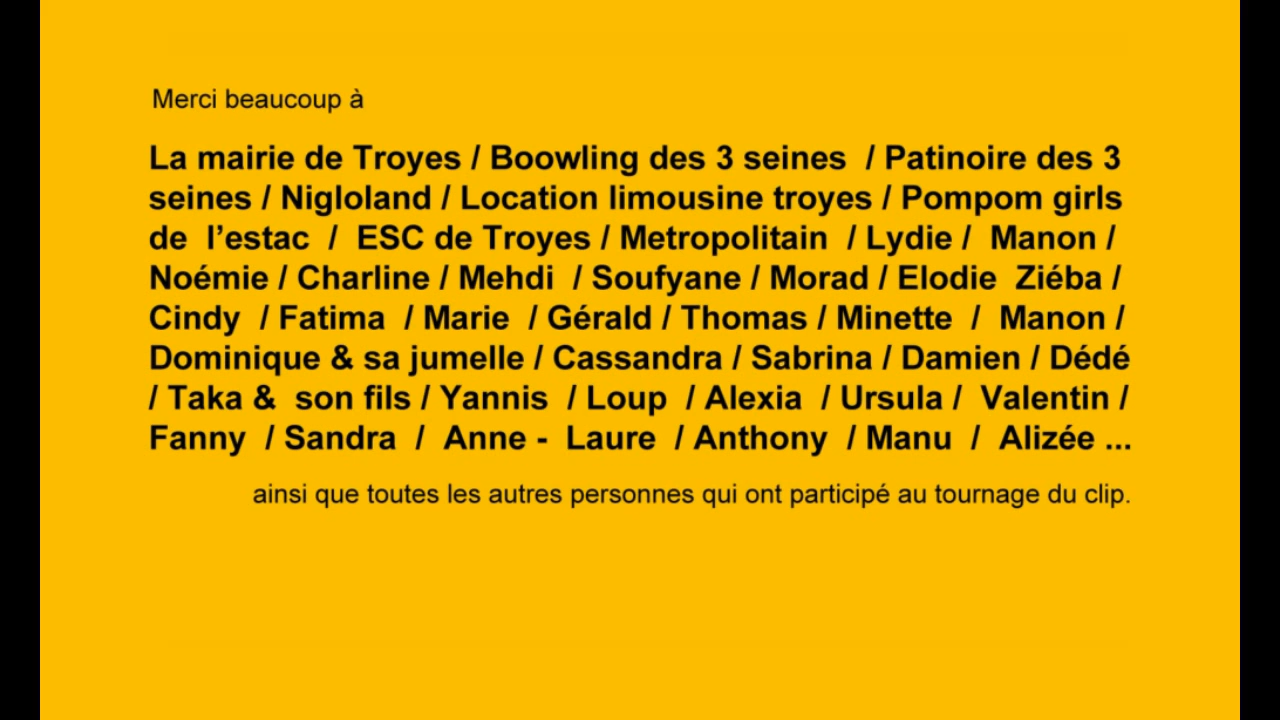 Merci beaucoup à
La mairie de Troyes / Boowling des 3 seines / Patinoire des 3
seines / Nigloland / Location limousine troyes / Pompom girls
de l’estac / ESC de Troyes / Metropolitain / Lydie / Manon /
Noémie / Charline / Mehdi / Soufyane / Morad / Elodie Ziéba /
Cindy / Fatima / Marie / Gérald / Thomas / Minette / Manon /
Dominique & sa jumelle / Cassandra / Sabrina / Damien / Dédé
/ Taka & son fils / Yannis / Loup / Alexia / Ursula / Valentin /
Fanny / Sandra / Anne - Laure / Anthony / Manu / Alizée ...
ainsi que toutes les autres personnes qui ont participé au tournage du clip.